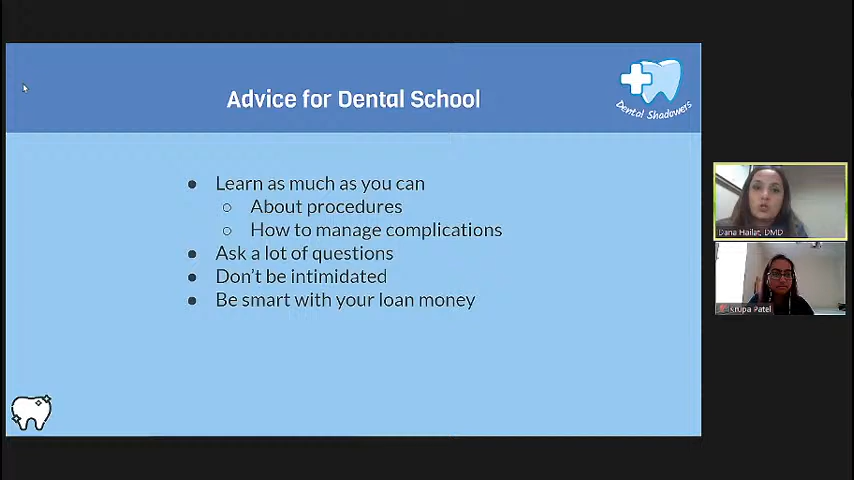 Advice for Dental School
Dental Shadowers
● Learn as much as you can
○ About procedures
○ How to manage complications
● Ask a lot of questions
● Don't be intimidated
● Be smart with your loan money
Dana Hailat, DMD
Krupa Patel